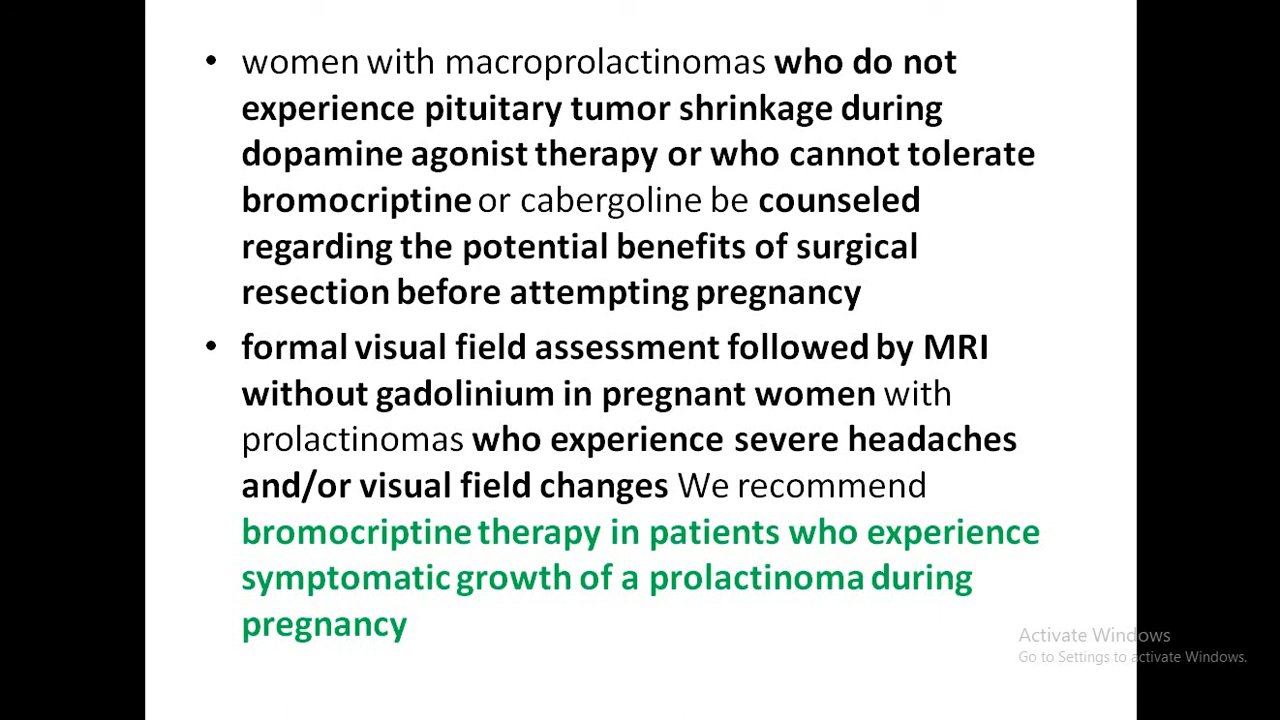 • women with macroprolactinomas who do not
experience pituitary tumor shrinkage during
dopamine agonist therapy or who cannot tolerate
bromocriptine or cabergoline be counseled
regarding the potential benefits of surgical
resection before attempting pregnancy
• formal visual field assessment followed by MRI
without gadolinium in pregnant women with
prolactinomas who experience severe headaches
and/or visual field changes We recommend
bromocriptine therapy in patients who experience
symptomatic growth of a prolactinoma during
pregnancy
Activate Windows
Go to Settings to activate Windows.